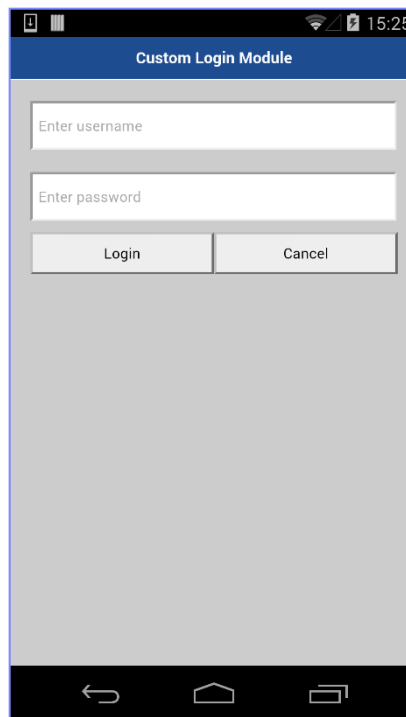 15:25
Custom Login Module
Enter username
Enter password
Login Cancel